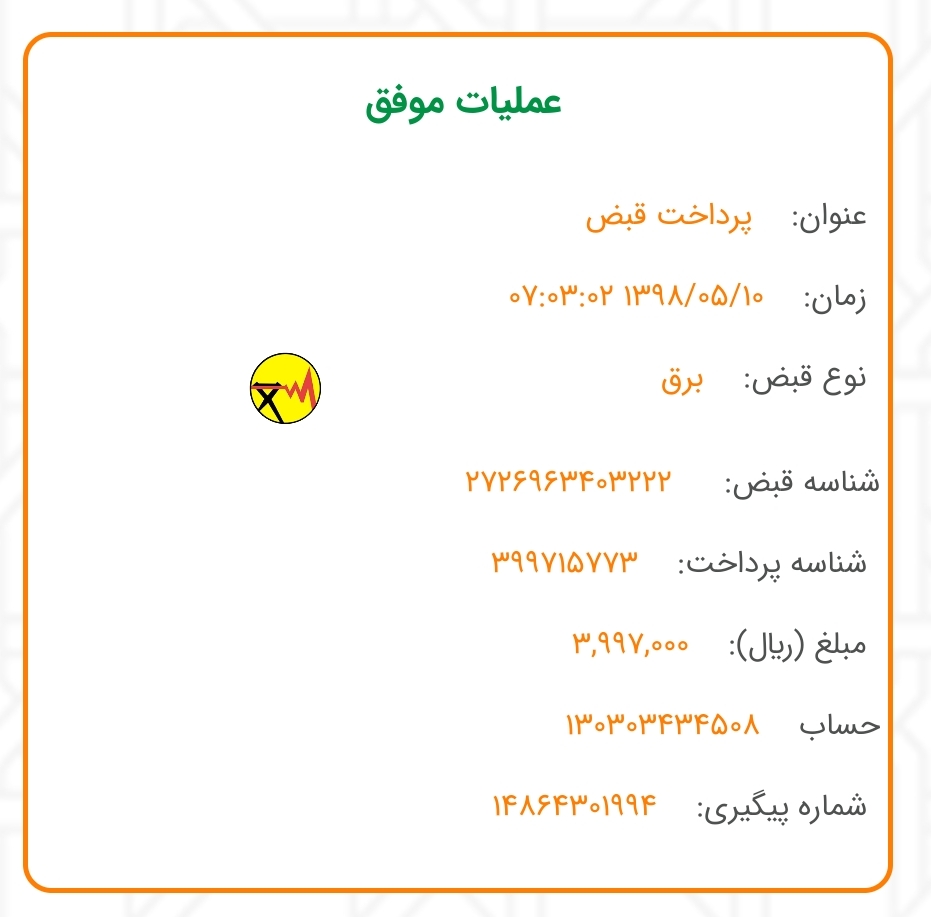 عملیات موفق
عنوان: پرداخت قبض
زمان: ۱۳۹۸/۰۵/۱۰ ۰۷:۰۳:۰۲
نوع قبض: برق
شناسه قبض: ۲۷۲۶۹۶۳۴۰۳۲۲۲
شناسه پرداخت: ۳۹۹۷۱۵۷۷۳
مبلغ (ریال): ۳,۹۹۷,۰۰۰
حساب ۱۳۰۳۰۳۴۳۴۵۰۸
شماره پیگیری: ۱۴۸۶۴۳۰۱۹۹۴